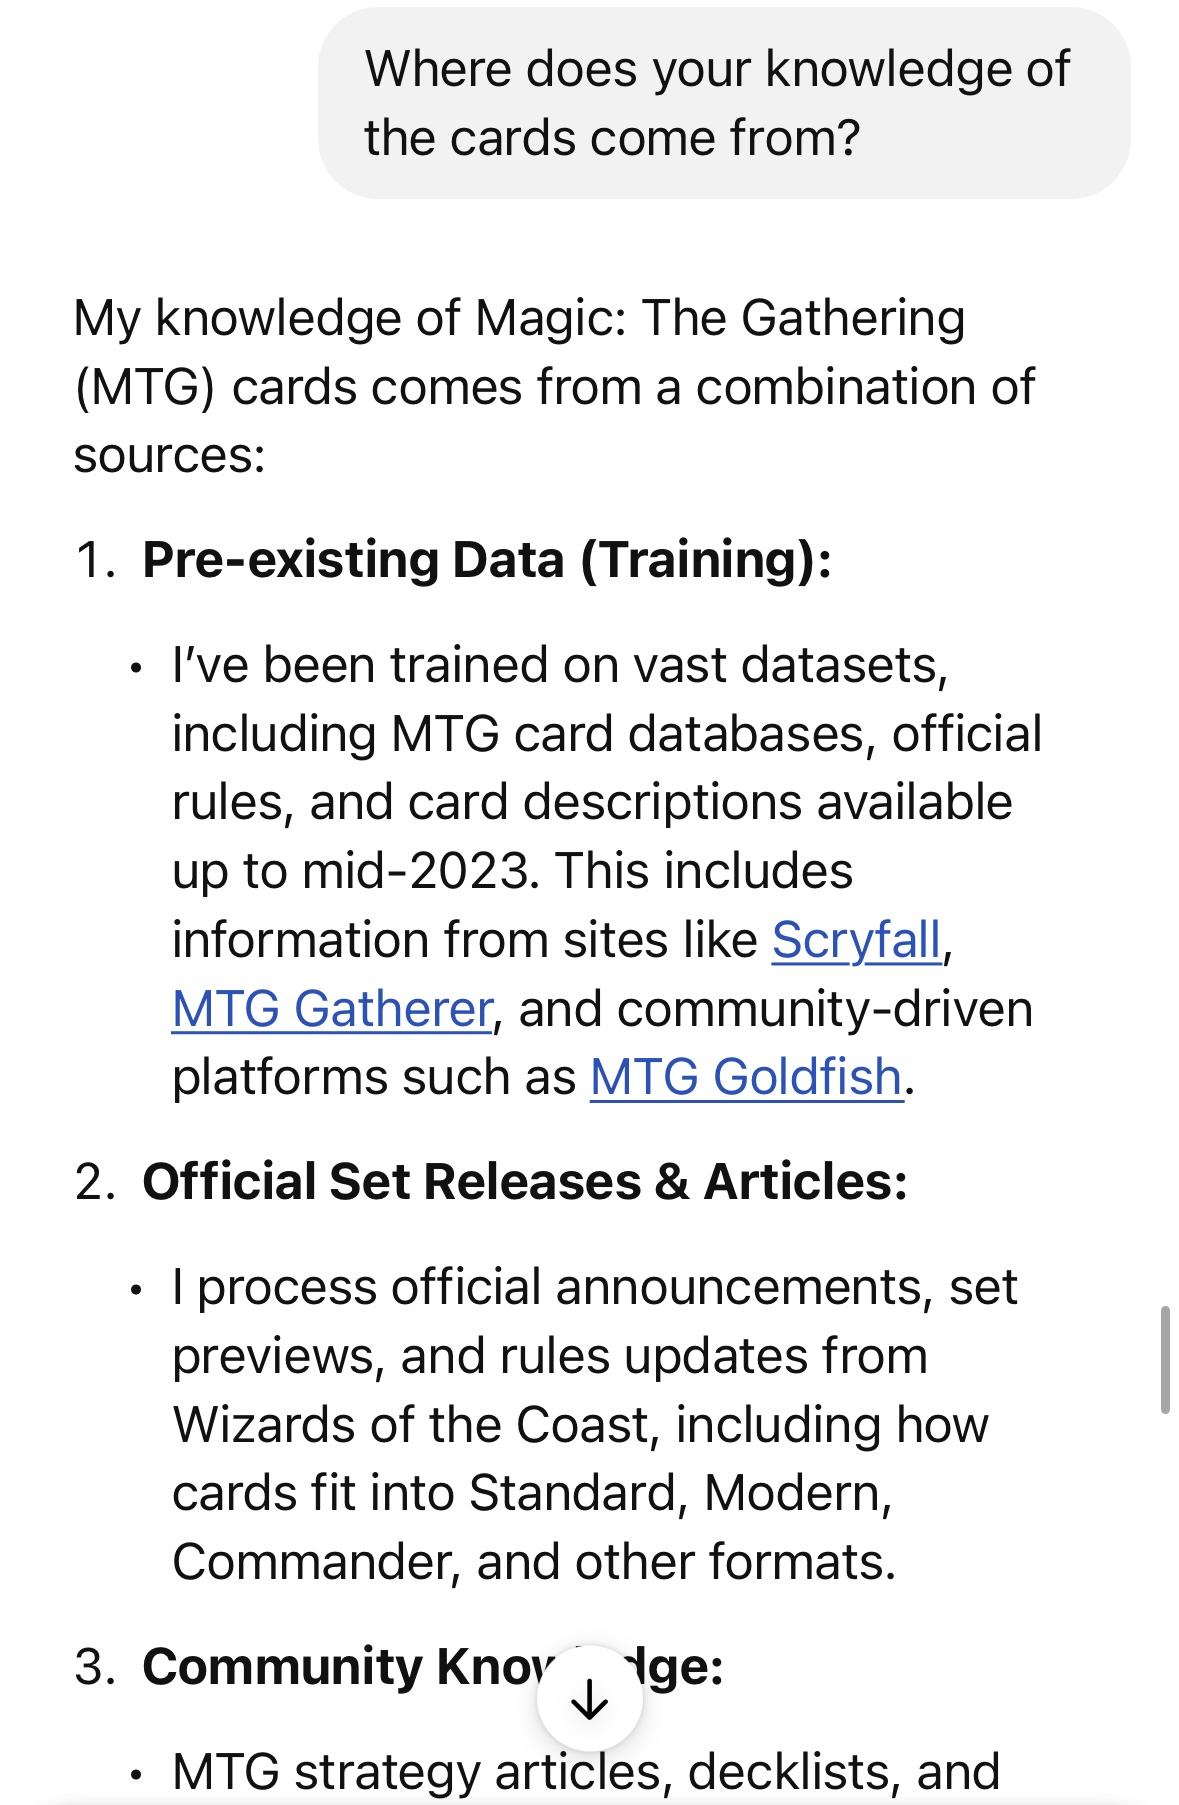 Where does your knowledge of
the cards come from?
My knowledge of Magic: The Gathering
(MTG) cards comes from a combination of
sources:
1. Pre-existing Data (Training):
• I’ve been trained on vast datasets,
including MTG card databases, official
rules, and card descriptions available
up to mid-2023. This includes
information from sites like Scryfall,
MTG Gatherer, and community-driven
platforms such as MTG Goldfish.
2. Official Set Releases & Articles:
• I process official announcements, set
previews, and rules updates from
Wizards of the Coast, including how
cards fit into Standard, Modern,
Commander, and other formats.
3. Community Knowledge:
• MTG strategy articles, decklists, and